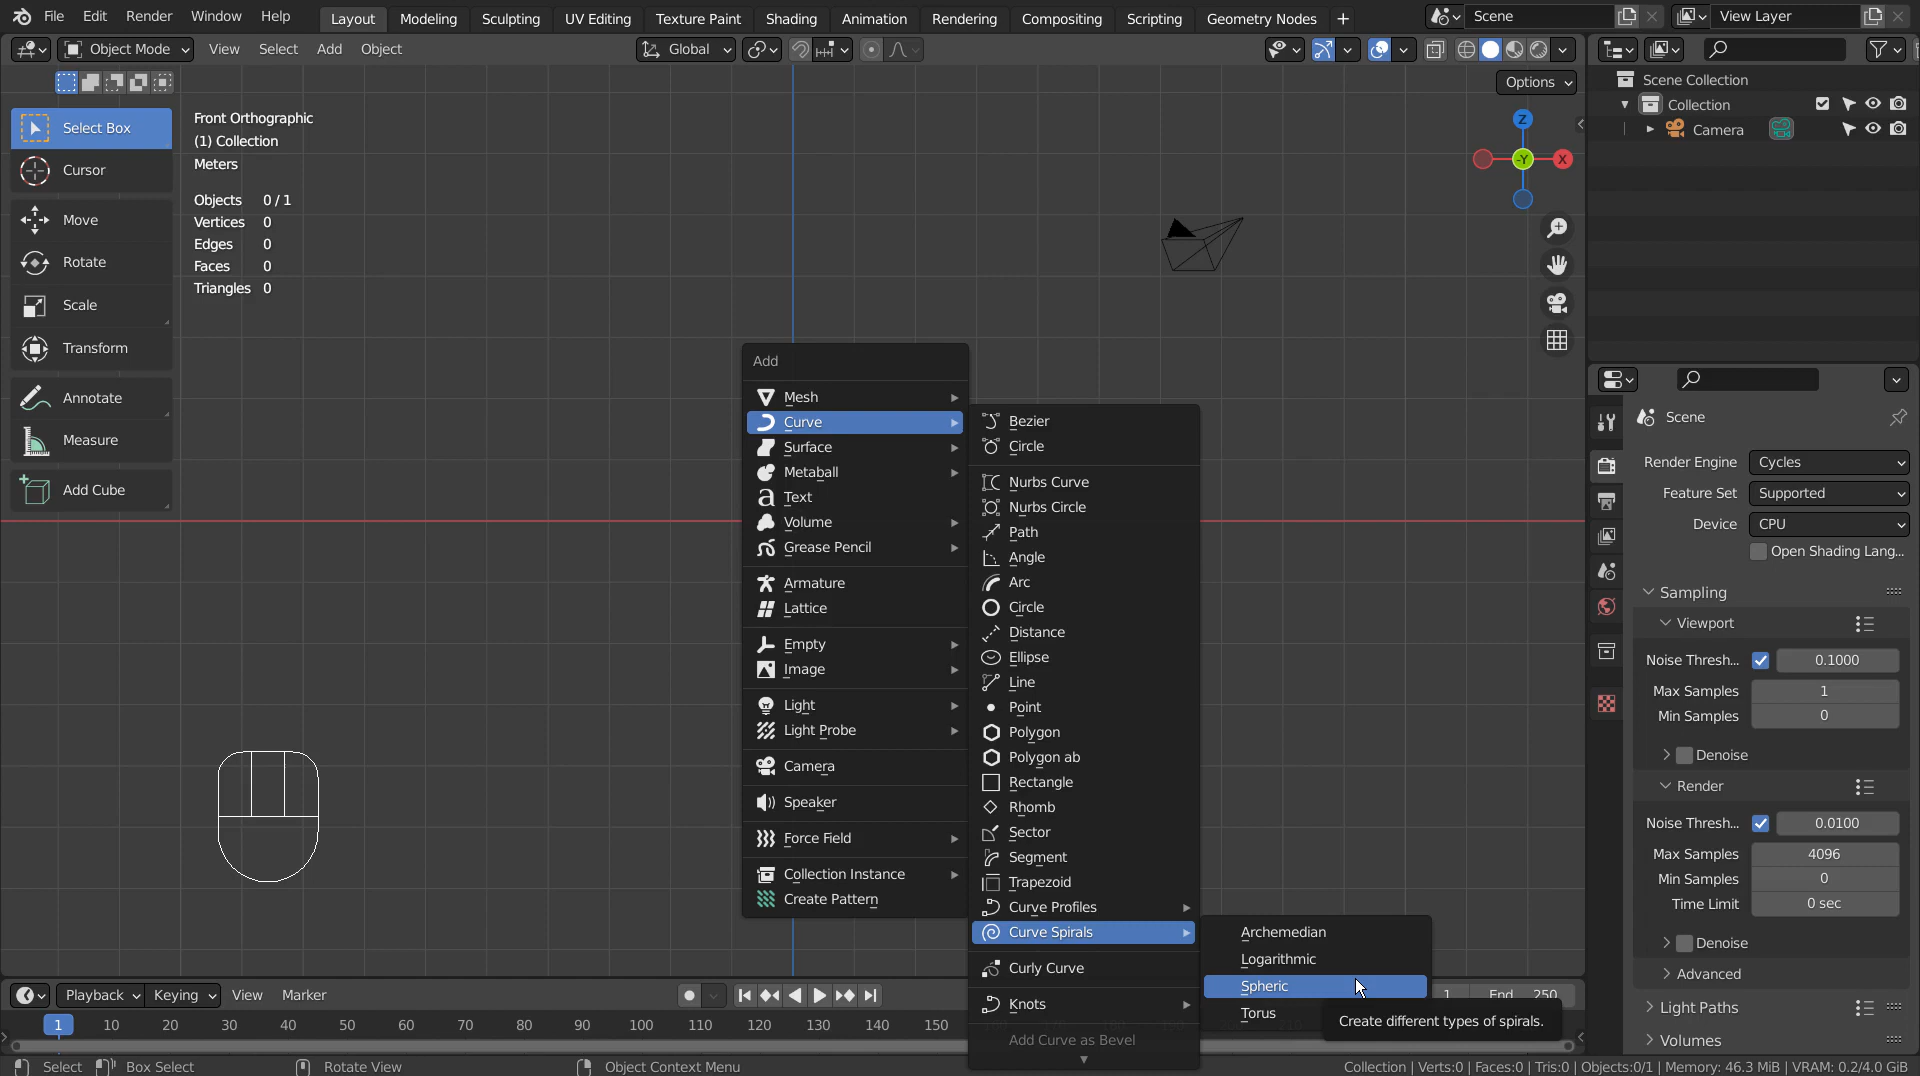 File Edit Render Window Help Layout Modeling Sculpting UV Editing Texture Paint Shading Animation Rendering Compositing Scripting Geometry Nodes + Scene View Layer
Object Mode View Select Add Object Global
Options
Select Box
Cursor
Move
Rotate
Scale
Transform
Annotate
Measure
Add Cube
Front Orthographic
(1) Collection
Meters
Objects 0 / 1
Vertices 0
Edges 0
Faces 0
Triangles 0
Z
-Y
X
Add
Mesh
Curve
Surface
Metaball
Text
Volume
Grease Pencil
Armature
Lattice
Empty
Image
Light
Light Probe
Camera
Speaker
Force Field
Collection Instance
Create Pattern
Bezier
Circle
Nurbs Curve
Nurbs Circle
Path
Angle
Arc
Circle
Distance
Ellipse
Line
Point
Polygon
Polygon ab
Rectangle
Rhomb
Sector
Segment
Trapezoid
Curve Profiles
Curve Spirals
Curly Curve
Knots
Add Curve as Bevel
Archemedian
Logarithmic
Spheric
Torus
Create different types of spirals.
Scene Collection
Collection
Camera
Scene
Render Engine Cycles
Feature Set Supported
Device CPU
Open Shading Lang...
Sampling
Viewport
Noise Thresh... 0.1000
Max Samples 1
Min Samples 0
Denoise
Render
Noise Thresh... 0.0100
Max Samples 4096
Min Samples 0
Time Limit 0 sec
Denoise
Advanced
Light Paths
Volumes
Playback Keying View Marker 1 End 250
1 10 20 30 40 50 60 70 80 90 100 110 120 130 140 150
Select Box Select Rotate View Object Context Menu Collection | Verts:0 | Faces:0 | Tris:0 | Objects:0/1 | Memory: 46.3 MiB | VRAM: 0.2/4.0 GiB